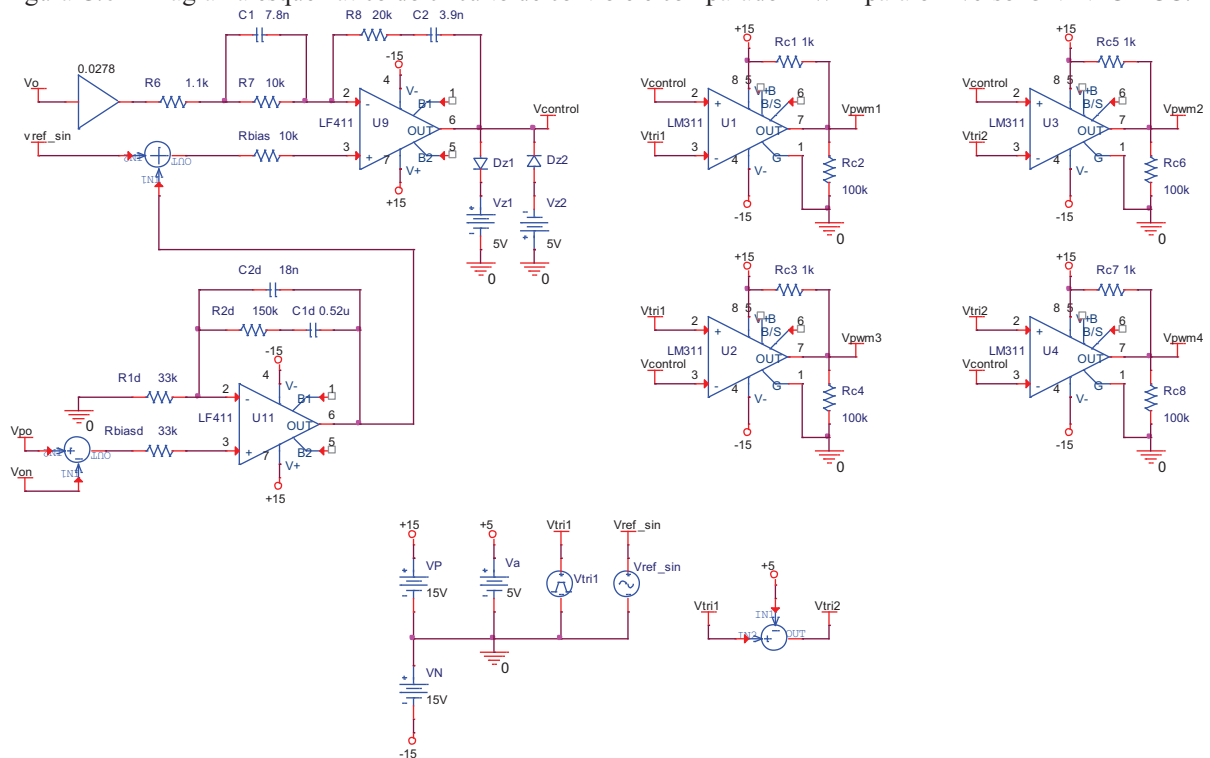 C1 7.8n
R8 20k C2 3.9n
0.0278
Vo
R6 1.1k R7 10k
-15
4
V-
2
-
B1
1
LF411 U9
OUT
6
Vcontrol
vref_sin
OUT
IN1
Rbias 10k
3
+
B2
5
7
V+
+15
Dz1
Dz2
Vz1
5V
0
Vz2
5V
0
C2d 18n
R2d 150k C1d 0.52u
-15
4
V-
R1d 33k
0
2
-
B1
1
LF411 U11
OUT
6
Vpo
Von
OUT
IN1
Rbiasd 33k
3
+
B2
5
7
V+
+15
+15
Rc1 1k
Vcontrol
Vtri1
8 5
V+B
B/S
6
2
+
LM311 U1
OUT
7
Vpwm1
3
-
G
1
4
V-
-15
Rc2
100k
0
+15
Rc5 1k
Vcontrol
Vtri2
8 5
V+B
B/S
6
2
+
LM311 U3
OUT
7
Vpwm2
3
-
G
1
4
V-
-15
Rc6
100k
0
+15
Rc3 1k
Vtri1
Vcontrol
8 5
V+B
B/S
6
2
+
LM311 U2
OUT
7
Vpwm3
3
-
G
1
4
V-
-15
Rc4
100k
0
+15
Rc7 1k
Vtri2
Vcontrol
8 5
V+B
B/S
6
2
+
LM311 U4
OUT
7
Vpwm4
3
-
G
1
4
V-
-15
Rc8
100k
0
+15
VP
15V
+5
Va
5V
Vtri1
Vtri1
Vref_sin
Vref_sin
0
VN
15V
-15
+5
Vtri1
IN1
IN2
OUT
Vtri2